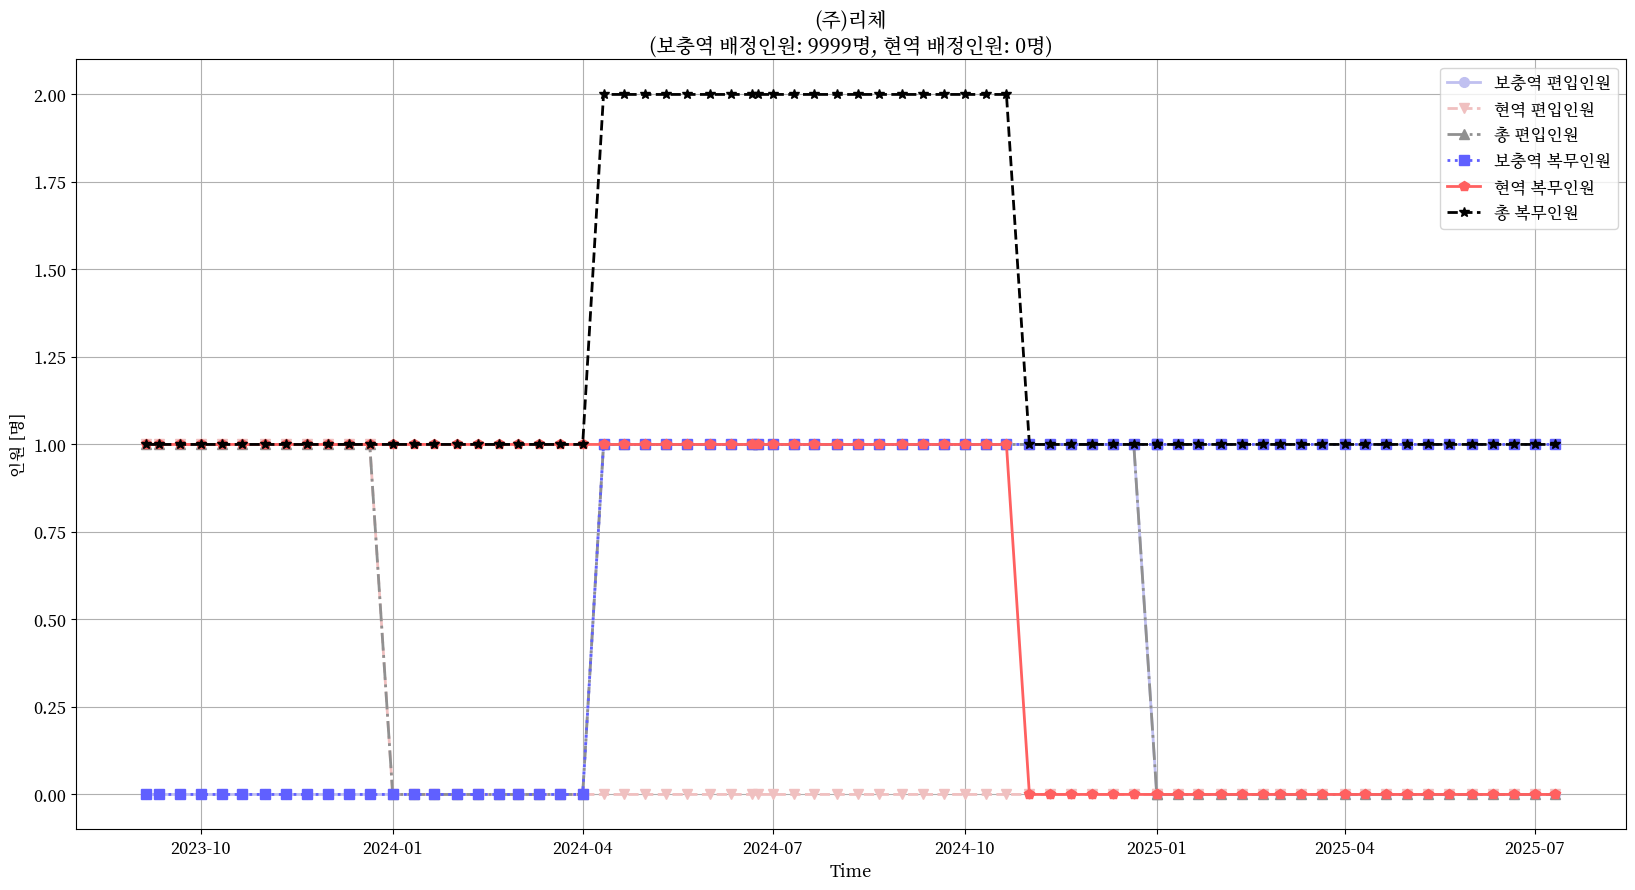 (주)리체
(보충역 배정인원: 9999명, 현역 배정인원: 0명)
보충역 편입인원
현역 편입인원
총 편입인원
보충역 복무인원
현역 복무인원
총 복무인원
인원 [명]
2.00
1.75
1.50
1.25
1.00
0.75
0.50
0.25
0.00
2023-10
2024-01
2024-04
2024-07
2024-10
2025-01
2025-04
2025-07
Time